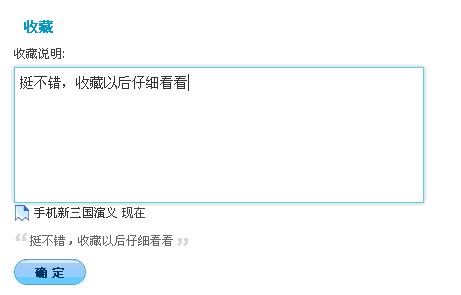 收藏
收藏说明:
挺不错，收藏以后仔细看看
手机新三国演义 现在
“挺不错，收藏以后仔细看看”
确 定